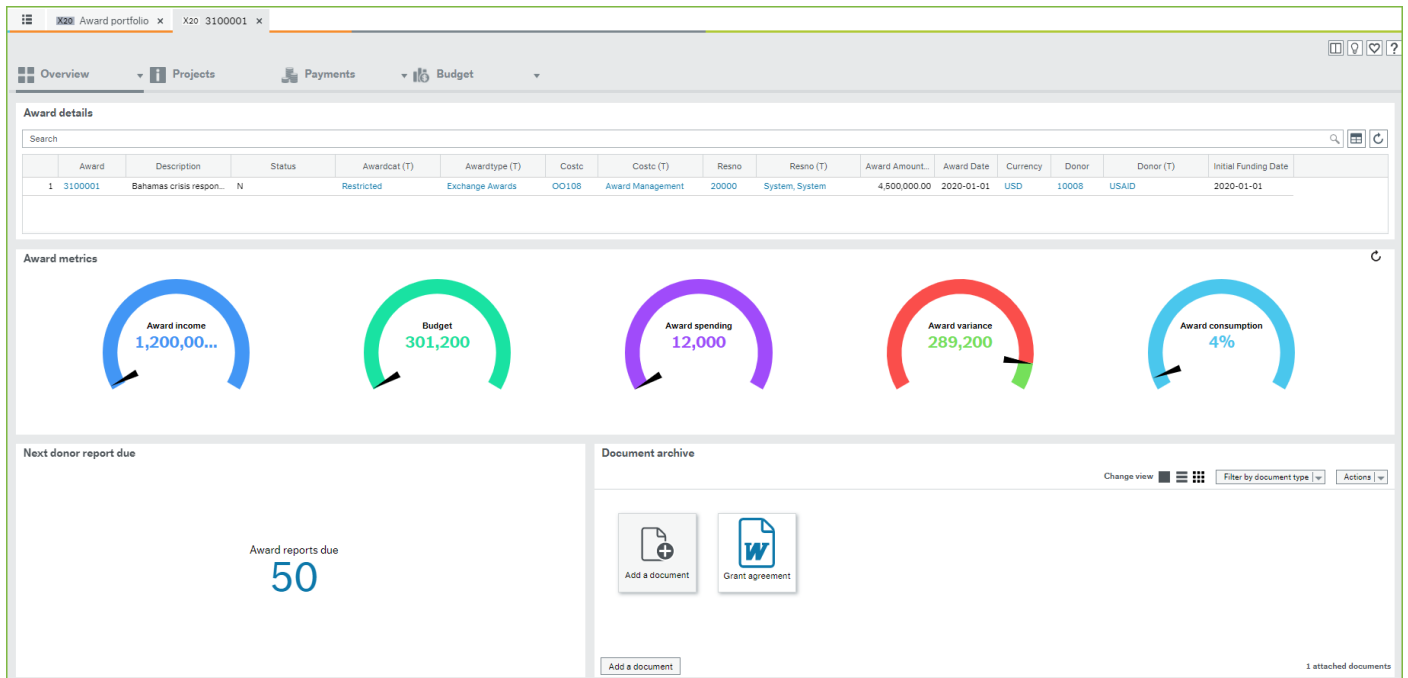 X20 Award portfolio × X20 3100001 ×
?
Overview Projects Payments Budget
Award details
Search
Award Description Status Awardcat (T) Awardtype (T) Costc Costc (T) Resno Resno (T) Award Amount... Award Date Currency Donor Donor (T) Initial Funding Date
1 3100001 Bahamas crisis respon... N Restricted Exchange Awards OO108 Award Management 20000 System, System 4,500,000.00 2020-01-01 USD 10008 USAID 2020-01-01
Award metrics
Award income Budget Award spending Award variance Award consumption
1,200,00... 301,200 12,000 289,200 4%
Next donor report due
Award reports due
50
Document archive
Change view Filter by document type Actions
W
Add a document Grant agreement
Add a document 1 attached documents